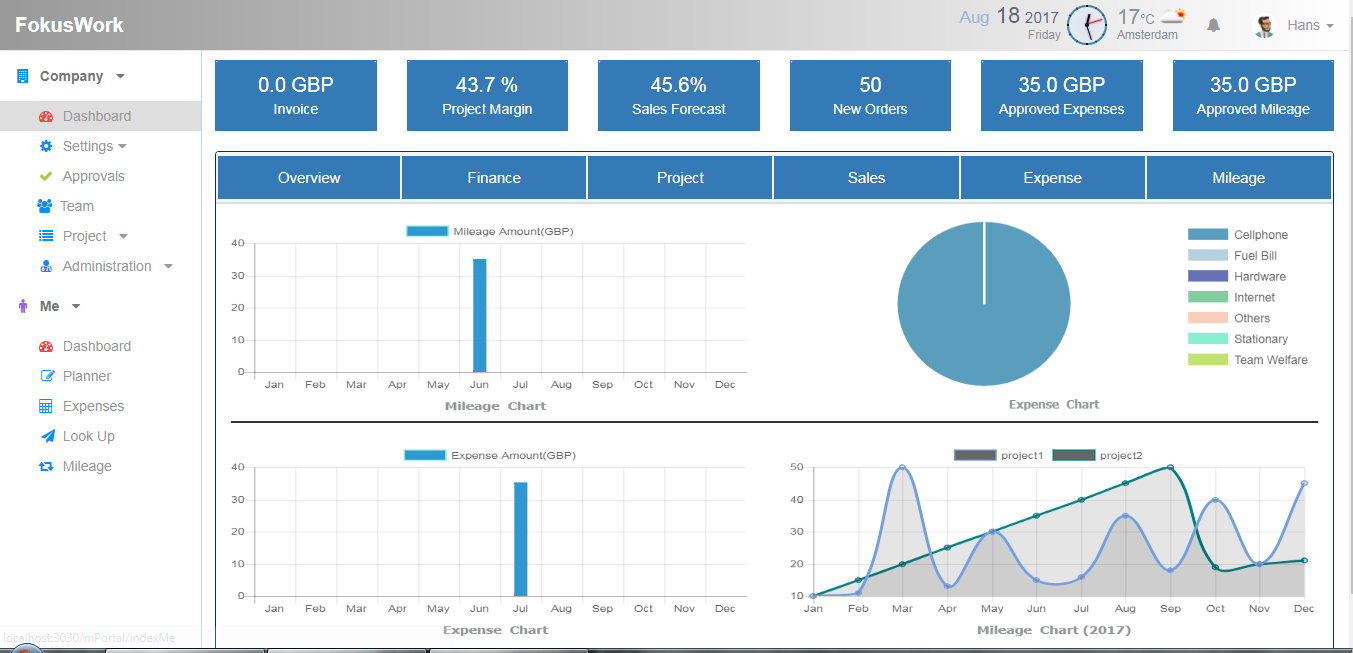 FokusWork
Aug 18 2017
Friday
17°C
Amsterdam
Hans
Company
Dashboard
Settings
Approvals
Team
Project
Administration
Me
Dashboard
Planner
Expenses
Look Up
Mileage
localhost:3030/mPortal/indexMe
0.0 GBP
Invoice
43.7 %
Project Margin
45.6%
Sales Forecast
50
New Orders
35.0 GBP
Approved Expenses
35.0 GBP
Approved Mileage
Overview Finance Project Sales Expense Mileage
Mileage Amount(GBP)
40
30
20
10
0
Jan Feb Mar Apr May Jun Jul Aug Sep Oct Nov Dec
Mileage Chart
Cellphone
Fuel Bill
Hardware
Internet
Others
Stationary
Team Welfare
Expense Chart
Expense Amount(GBP)
40
30
20
10
0
Jan Feb Mar Apr May Jun Jul Aug Sep Oct Nov Dec
Expense Chart
project1 project2
50
40
30
20
10
Jan Feb Mar Apr May Jun Jul Aug Sep Oct Nov Dec
Mileage Chart (2017)